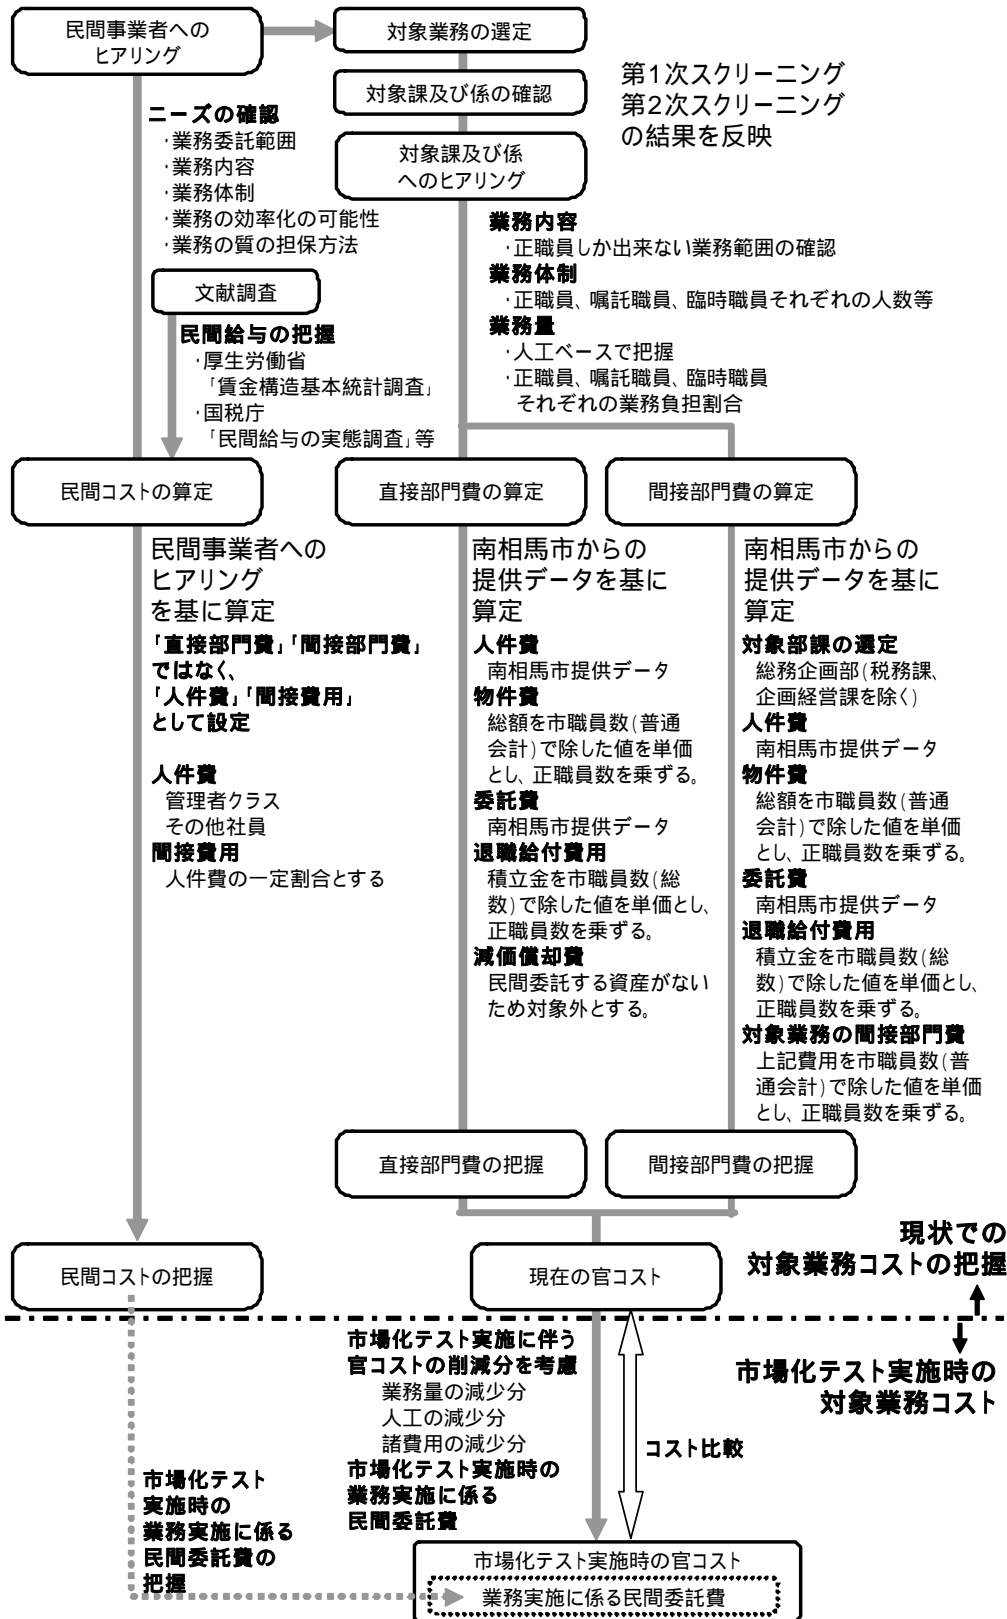 民間事業者への
ヒアリング
対象業務の選定
対象課及び係の確認
第1次スクリーニング
第2次スクリーニング
の結果を反映
対象課及び係
へのヒアリング
ニーズの確認
・業務委託範囲
・業務内容
・業務体制
・業務の効率化の可能性
・業務の質の担保方法
業務内容
・正職員しか出来ない業務範囲の確認
業務体制
・正職員、嘱託職員、臨時職員それぞれの人数等
業務量
・人工ベースで把握
・正職員、嘱託職員、臨時職員
それぞれの業務負担割合
文献調査
民間給与の把握
・厚生労働省
「賃金構造基本統計調査」
・国税庁
「民間給与の実態調査」等
民間コストの算定
直接部門費の算定
間接部門費の算定
民間事業者への
ヒアリング
を基に算定
「直接部門費」「間接部門費」
ではなく、
「人件費」「間接費用」
として設定
人件費
管理者クラス
その他社員
間接費用
人件費の一定割合とする
南相馬市からの
提供データを基に
算定
人件費
南相馬市提供データ
物件費
総額を市職員数(普通
会計)で除した値を単価
とし、正職員数を乗ずる。
委託費
南相馬市提供データ
退職給付費用
積立金を市職員数(総
数)で除した値を単価とし、
正職員数を乗ずる。
減価償却費
民間委託する資産がない
ため対象外とする。
南相馬市からの
提供データを基に
算定
対象部課の選定
総務企画部(税務課、
企画経営課を除く)
人件費
南相馬市提供データ
物件費
総額を市職員数(普通
会計)で除した値を単価
とし、正職員数を乗ずる。
委託費
南相馬市提供データ
退職給付費用
積立金を市職員数(総
数)で除した値を単価とし、
正職員数を乗ずる。
対象業務の間接部門費
上記費用を市職員数(普
通会計)で除した値を単価
とし、正職員数を乗ずる。
直接部門費の把握
間接部門費の把握
民間コストの把握
現在の官コスト
現状での
対象業務コストの把握
市場化テスト実施時の
対象業務コスト
市場化テスト実施に伴う
官コストの削減分を考慮
業務量の減少分
人工の減少分
諸費用の減少分
市場化テスト実施時の
業務実施に係る
民間委託費
コスト比較
市場化テスト
実施時の
業務実施に係る
民間委託費の
把握
市場化テスト実施時の官コスト
業務実施に係る民間委託費